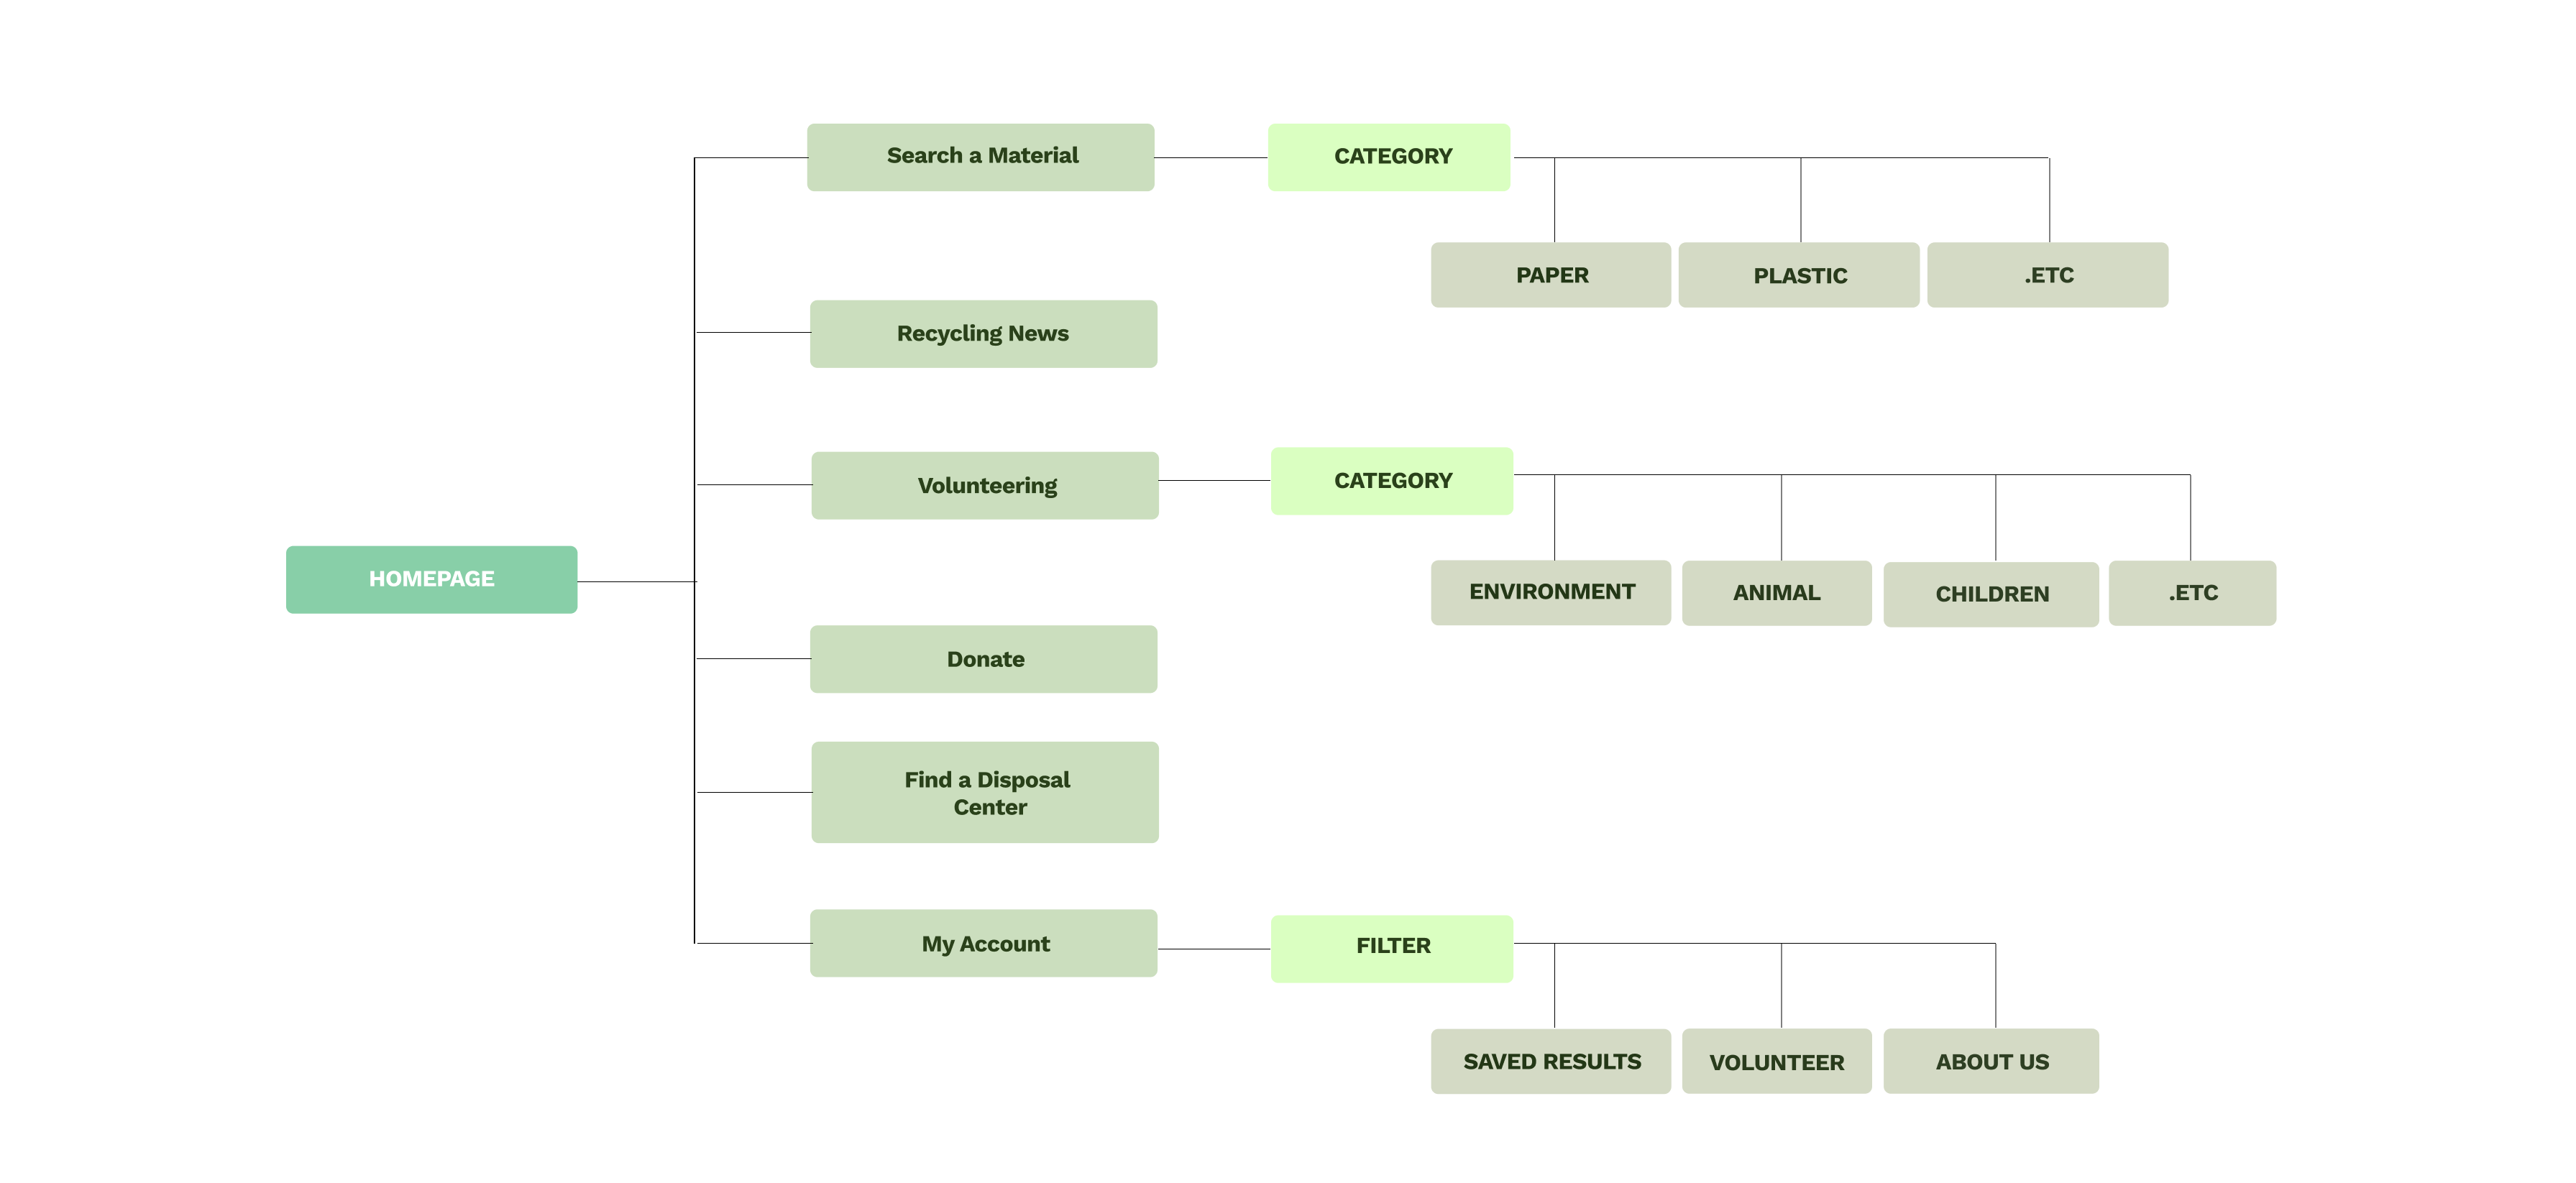 Search a Material
CATEGORY
PAPER
PLASTIC
.ETC
Recycling News
Volunteering
CATEGORY
ENVIRONMENT
ANIMAL
CHILDREN
.ETC
HOMEPAGE
Donate
Find a Disposal
Center
My Account
FILTER
SAVED RESULTS
VOLUNTEER
ABOUT US